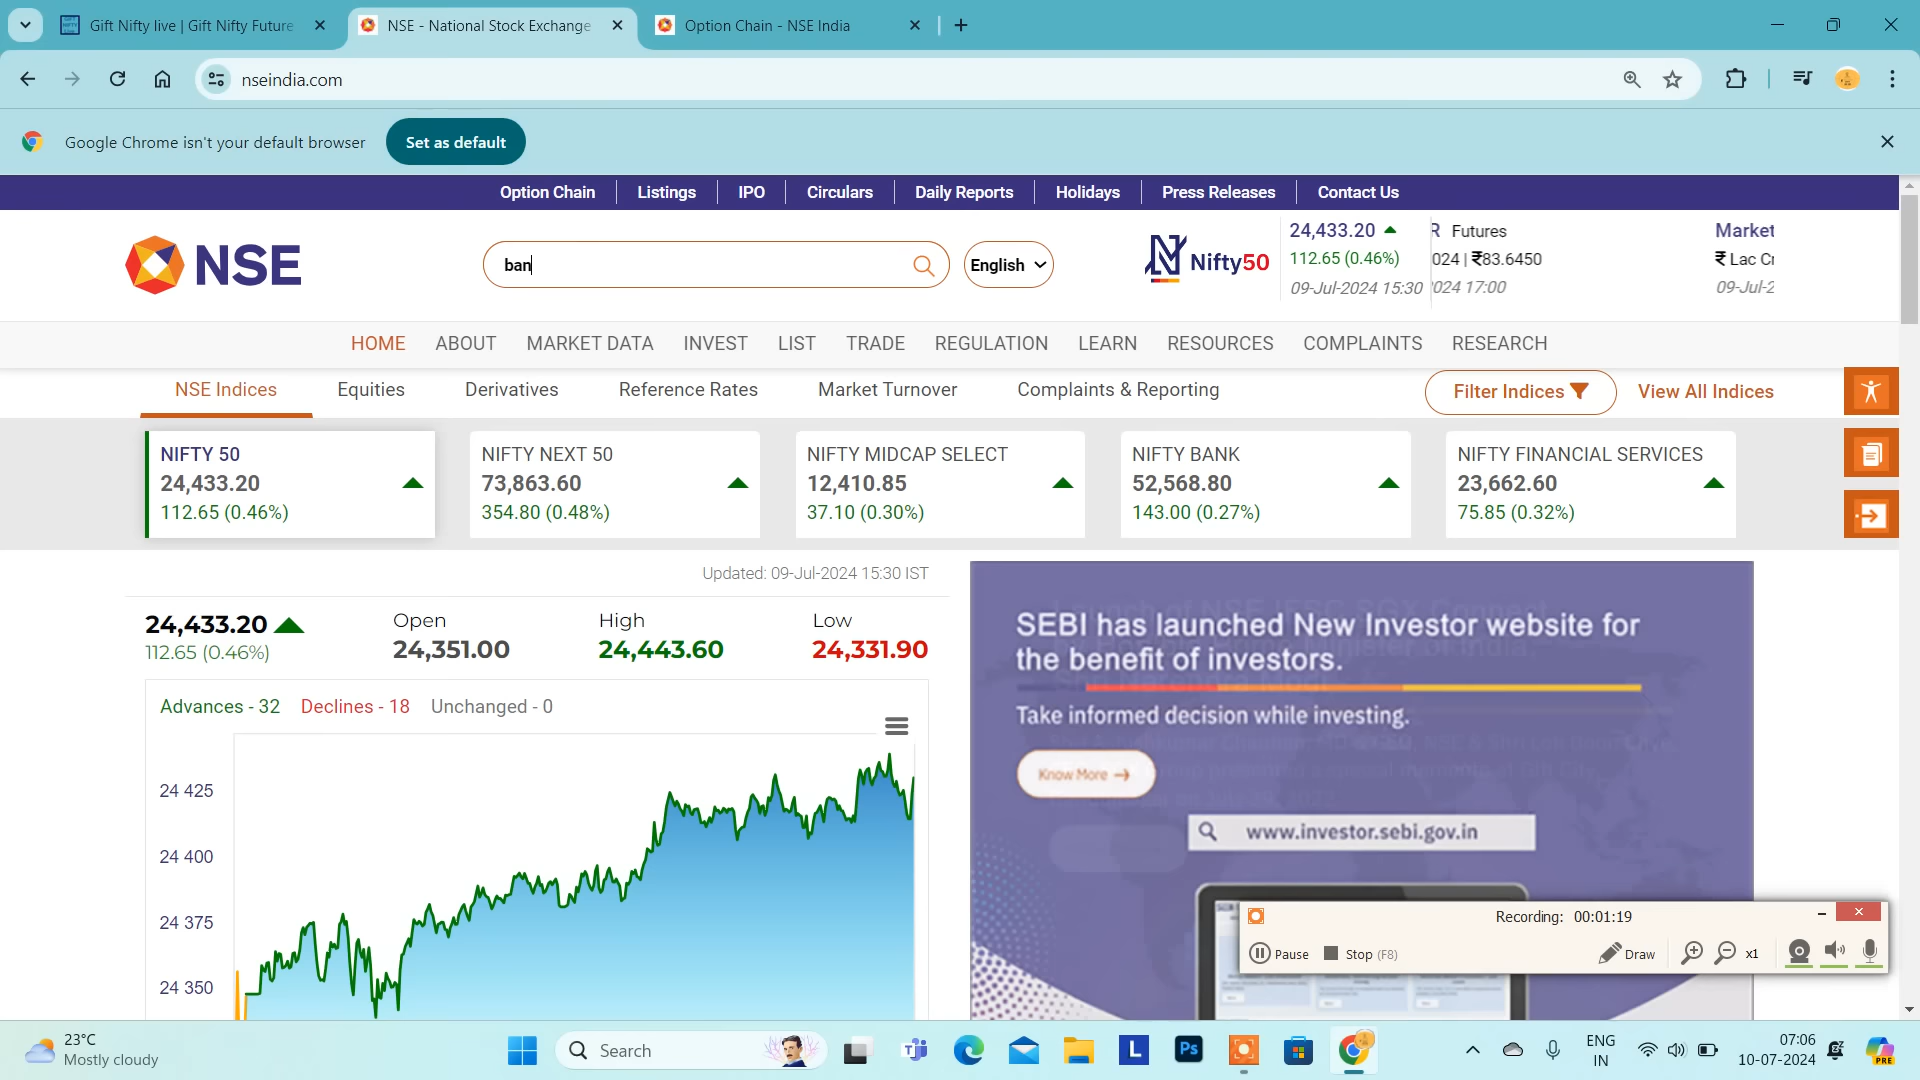 Gift Nifty live | Gift Nifty Future
NSE - National Stock Exchange
Option Chain - NSE India
nseindia.com
Google Chrome isn't your default browser
Set as default
Option Chain
Listings
IPO
Circulars
Daily Reports
Holidays
Press Releases
Contact Us
NSE
ban
English
Nifty50
24,433.20
112.65 (0.46%)
09-Jul-2024 15:30
R Futures
024 | ₹83.6450
2024 17:00
Market
₹ Lac Cr
09-Jul-2
HOME
ABOUT
MARKET DATA
INVEST
LIST
TRADE
REGULATION
LEARN
RESOURCES
COMPLAINTS
RESEARCH
NSE Indices
Equities
Derivatives
Reference Rates
Market Turnover
Complaints & Reporting
Filter Indices
View All Indices
NIFTY 50
24,433.20
112.65 (0.46%)
NIFTY NEXT 50
73,863.60
354.80 (0.48%)
NIFTY MIDCAP SELECT
12,410.85
37.10 (0.30%)
NIFTY BANK
52,568.80
143.00 (0.27%)
NIFTY FINANCIAL SERVICES
23,662.60
75.85 (0.32%)
Updated: 09-Jul-2024 15:30 IST
24,433.20
112.65 (0.46%)
Open
24,351.00
High
24,443.60
Low
24,331.90
Advances - 32
Declines - 18
Unchanged - 0
24 425
24 400
24 375
24 350
SEBI has launched New Investor website for
the benefit of investors.
Take informed decision while investing.
Know More
www.investor.sebi.gov.in
Recording: 00:01:19
Pause
Stop (F8)
Draw
x1
23°C
Mostly cloudy
Search
L
Ps
ENG
IN
07:06
10-07-2024
PRE